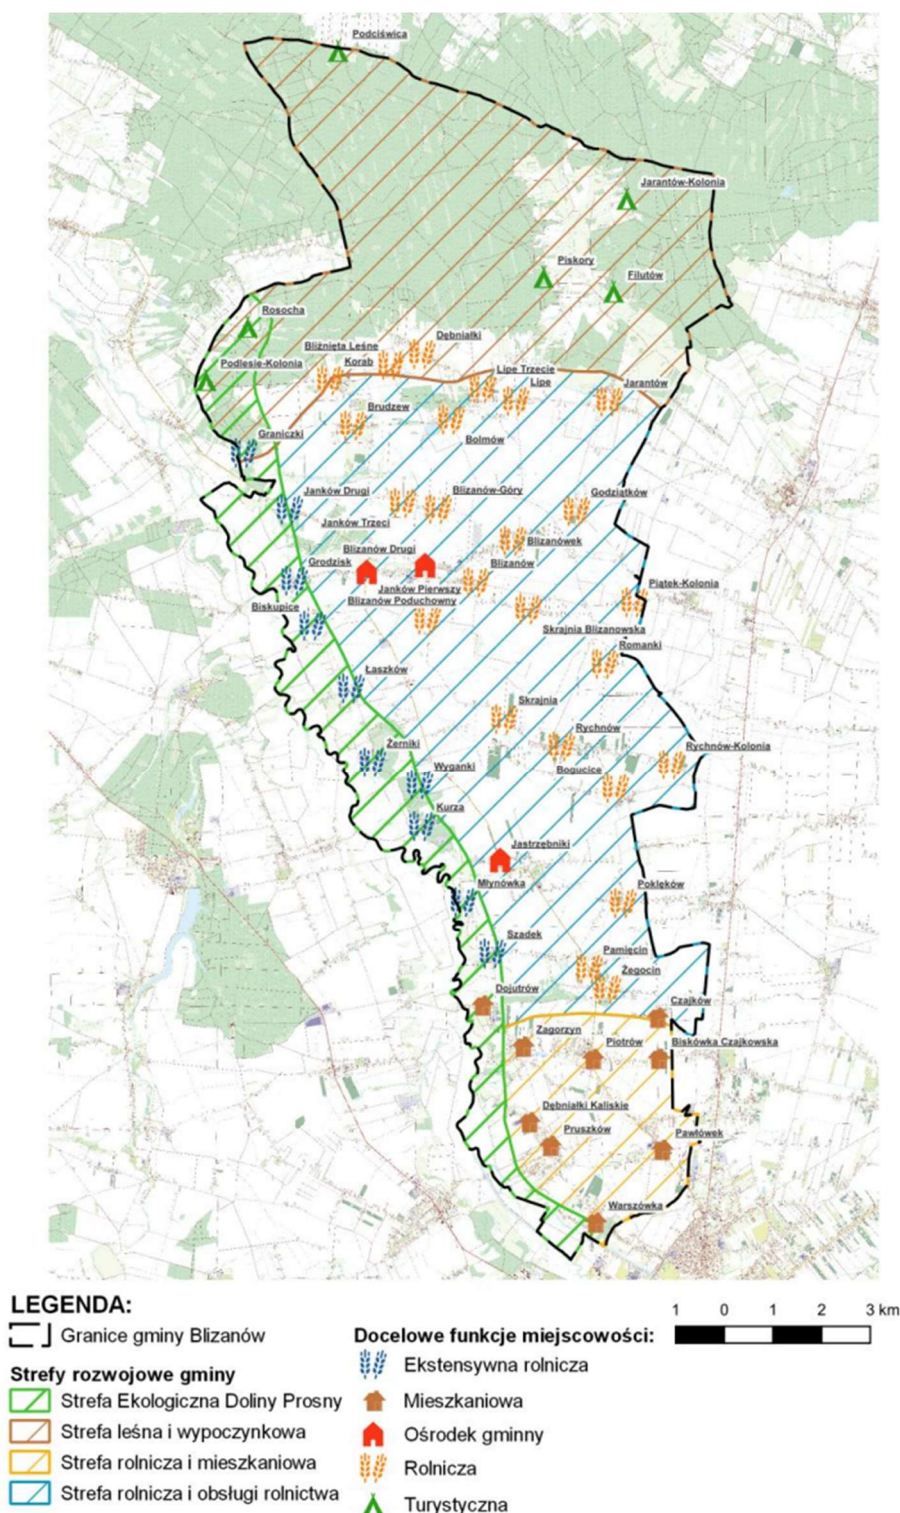 Podciświca
Jarantów-Kolonia
Piskory
Filutów
Rosocha
Dębniałki
Bliźnięta Leśne
Korab
Podlesie-Kolonia
Lipe Trzecie
Lipe
Jarantów
Brudzew
Graniczki
Bolmów
Janków Drugi
Blizanów-Góry
Godziątków
Janków Trzeci
Blizanówek
Blizanów Drugi
Grodzisk
Blizanów
Janków Pierwszy
Piątek-Kolonia
Blizanów Poduchowny
Biskupice
Skrajnia Blizanowska
Romanki
Łaszków
Skrajnia
Rychnów
Żerniki
Rychnów-Kolonia
Wyganki
Bogucice
Kurza
Jastrzębniki
Młynówka
Poklęków
Szadek
Pamięcin
Żegocin
Dojutrów
Czajków
Zagorzyn
Piotrów
Biskówka Czajkowska
Dębniałki Kaliskie
Pruszków
Pawłówek
Warszówka
LEGENDA:
Granice gminy Blizanów
Strefy rozwojowe gminy
Strefa Ekologiczna Doliny Prosny
Strefa leśna i wypoczynkowa
Strefa rolnicza i mieszkaniowa
Strefa rolnicza i obsługi rolnictwa
Docelowe funkcje miejscowości:
Ekstensywna rolnicza
Mieszkaniowa
Ośrodek gminny
Rolnicza
Turystyczna
1 0 1 2 3 km